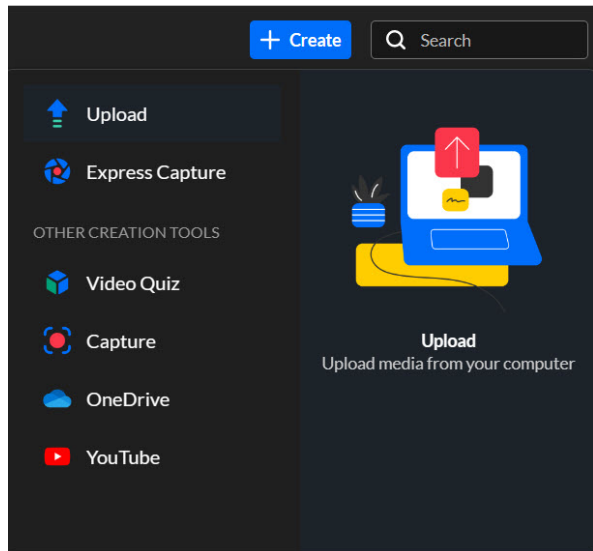 Create
Search
Upload
Express Capture
OTHER CREATION TOOLS
Video Quiz
Capture
OneDrive
YouTube
Upload
Upload media from your computer